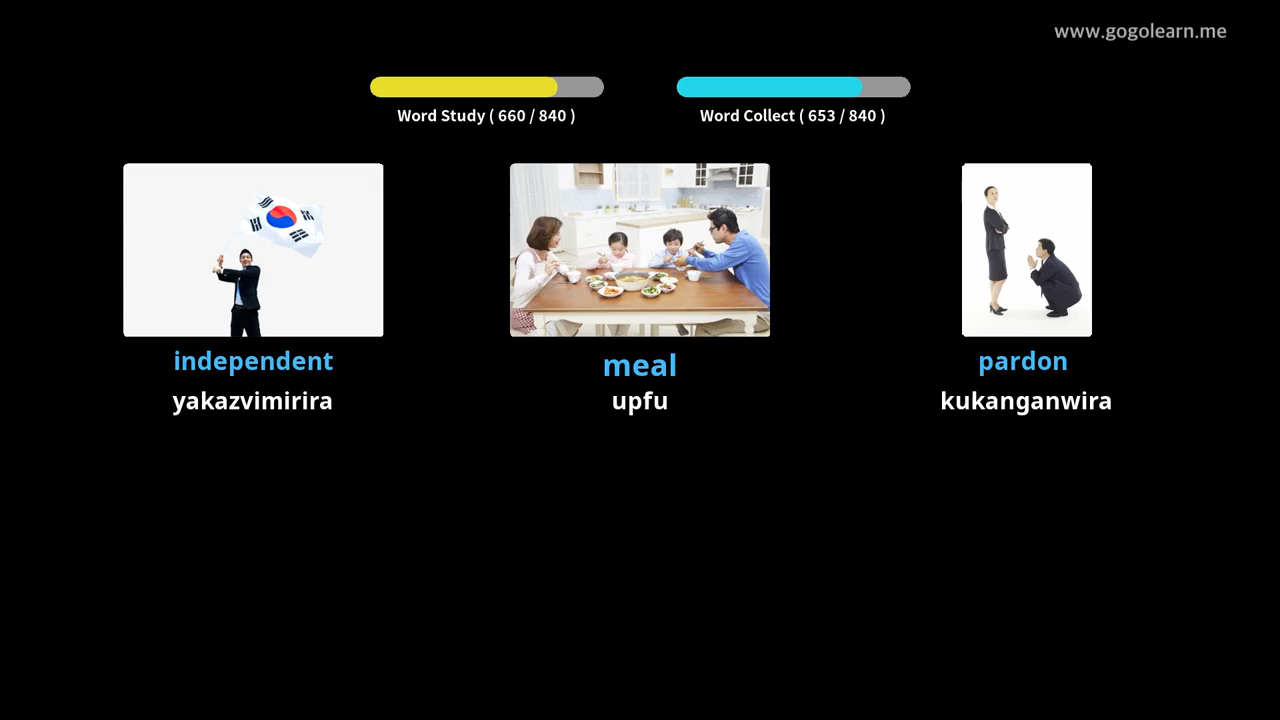 www.gogolearn.me
Word Study ( 660 / 840 )
Word Collect ( 653 / 840 )
independent
yakazvimirira
meal
upfu
pardon
kukanganwira